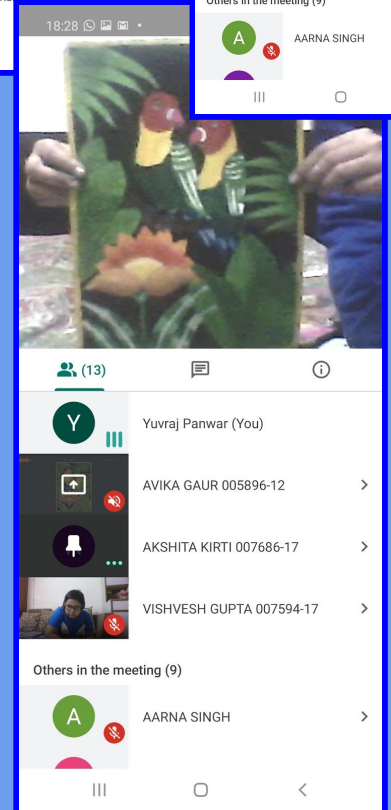 Others in the meeting (9)
A
AARNA SINGH
18:28
(13)
Y
Yuvraj Panwar (You)
AVIKA GAUR 005896-12
AKSHITA KIRTI 007686-17
VISHVESH GUPTA 007594-17
Others in the meeting (9)
A
AARNA SINGH